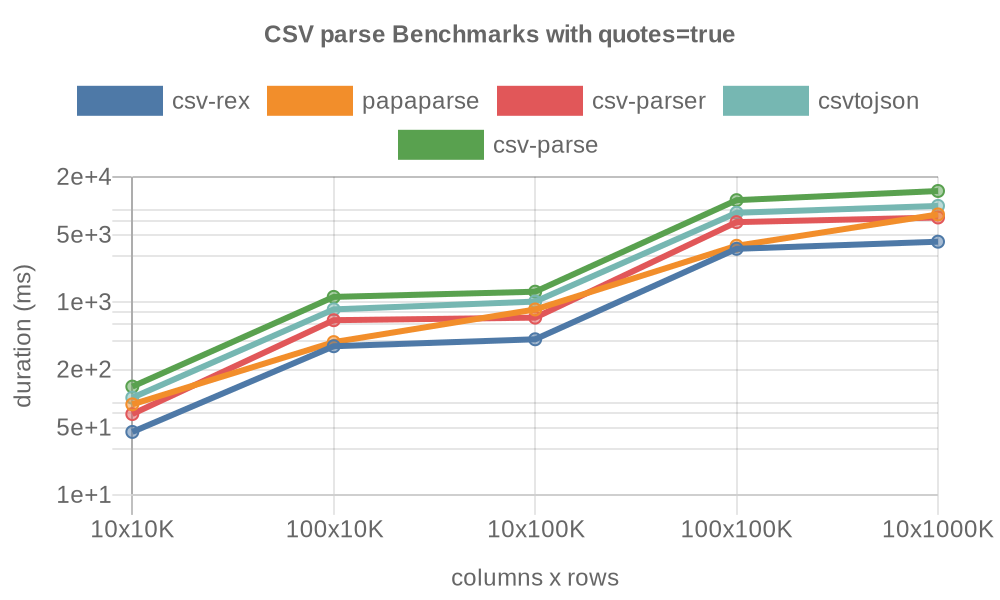 CSV parse Benchmarks with quotes=true
csv-rex papaparse csv-parser csvtojson
csv-parse
2e+4
5e+3
1e+3
2e+2
5e+1
1e+1
duration (ms)
10x10K 100x10K 10x100K 100x100K 10x1000K
columns x rows